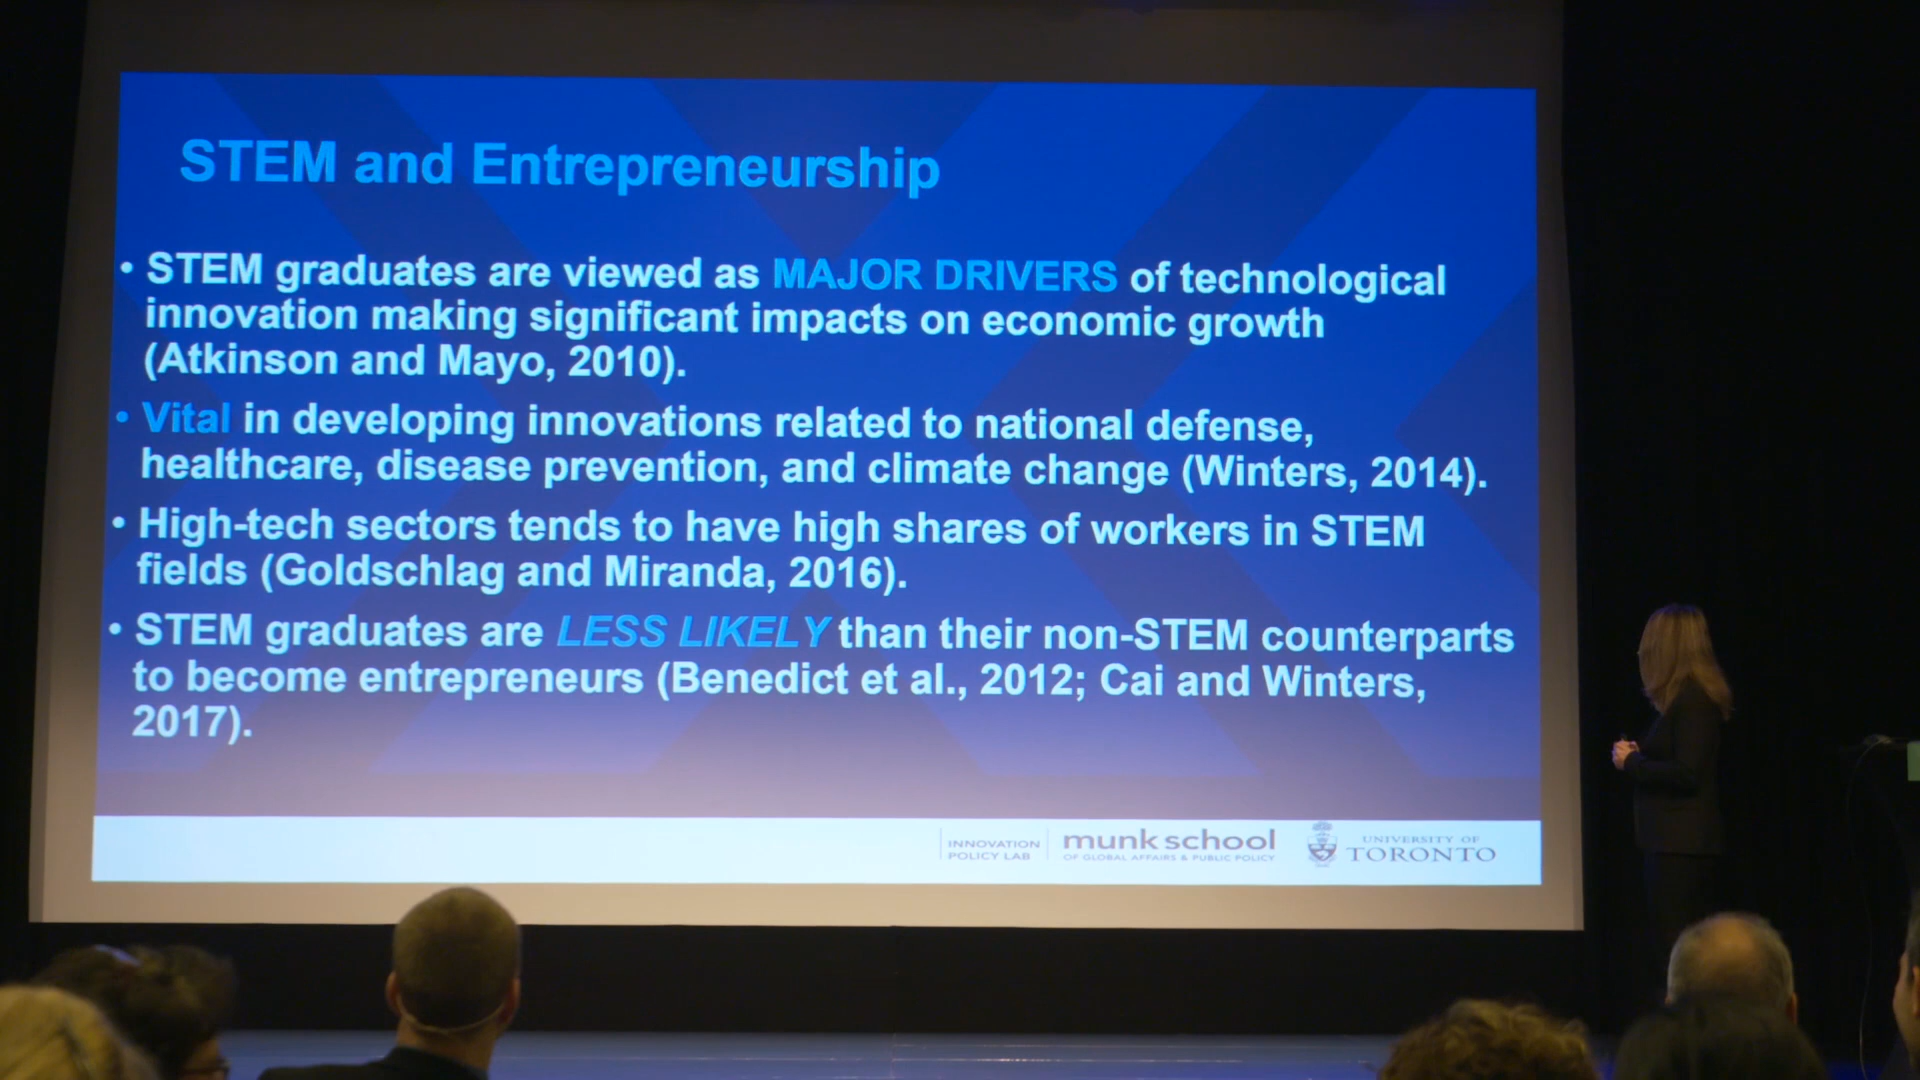 STEM and Entrepreneurship
• STEM graduates are viewed as MAJOR DRIVERS of technological
innovation making significant impacts on economic growth
(Atkinson and Mayo, 2010).
• Vital in developing innovations related to national defense,
healthcare, disease prevention, and climate change (Winters, 2014).
• High-tech sectors tends to have high shares of workers in STEM
fields (Goldschlag and Miranda, 2016).
• STEM graduates are LESS LIKELY than their non-STEM counterparts
to become entrepreneurs (Benedict et al., 2012; Cai and Winters,
2017).
INNOVATION
POLICY LAB
munk school
OF GLOBAL AFFAIRS & PUBLIC POLICY
UNIVERSITY OF
TORONTO